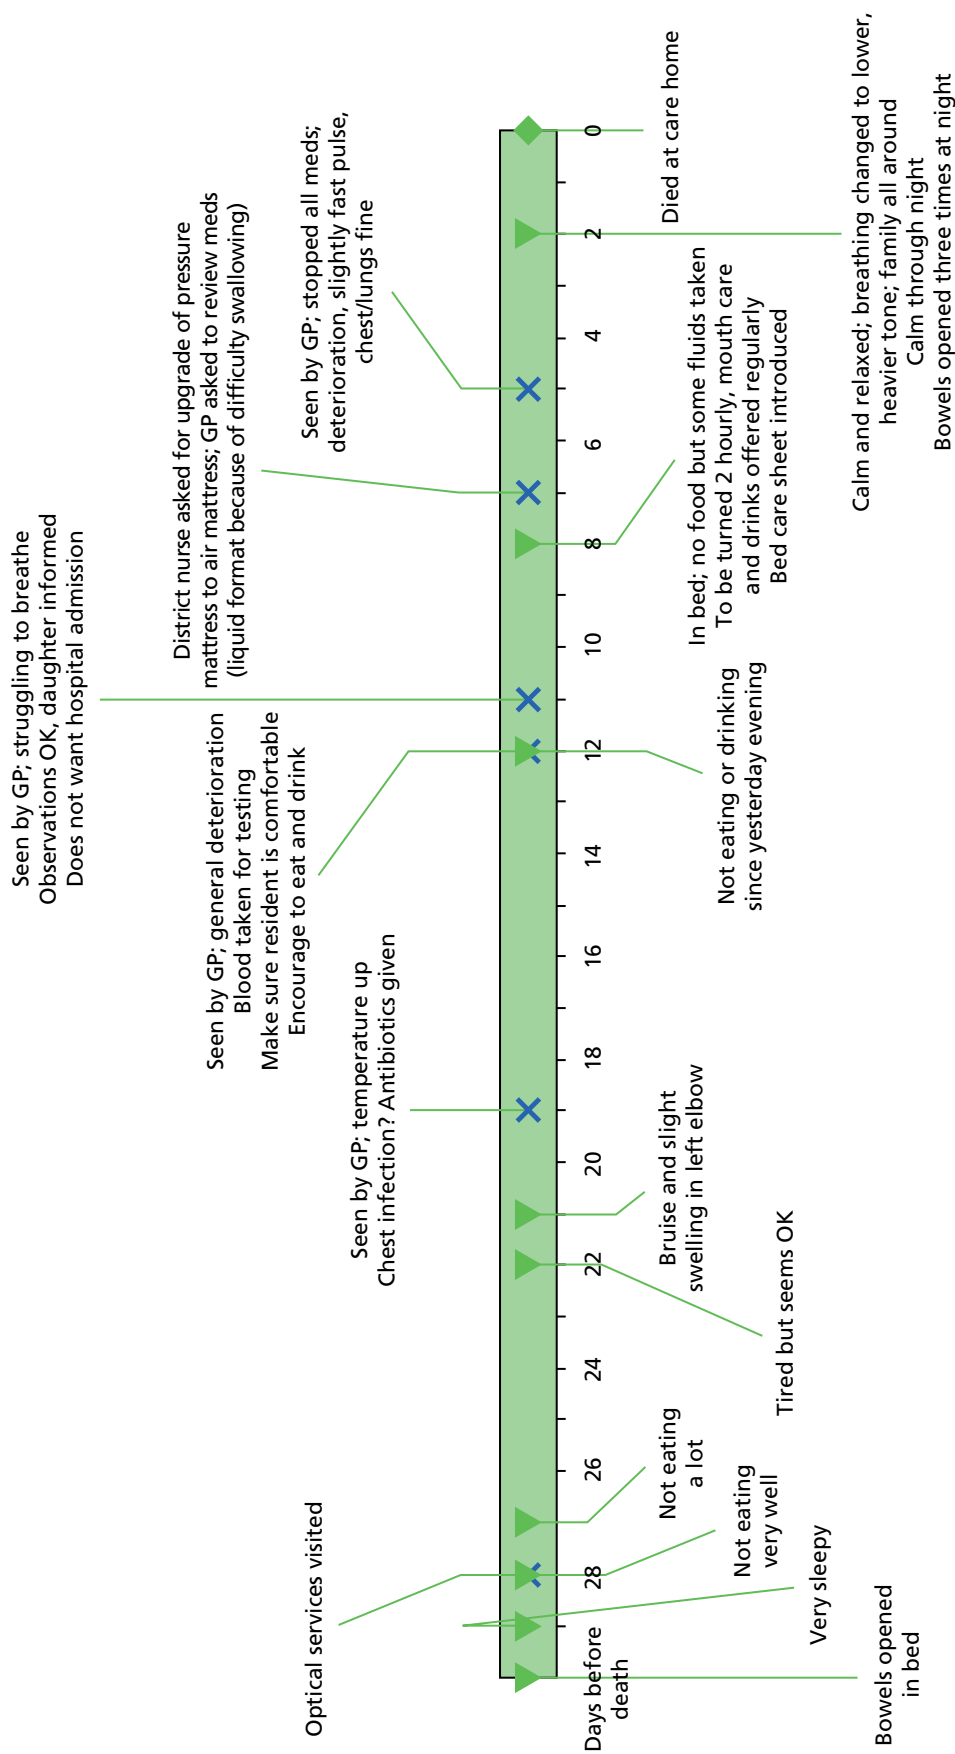 Optical services visited
Seen by GP; temperature up
Chest infection? Antibiotics given
Seen by GP; general deterioration
Blood taken for testing
Make sure resident is comfortable
Encourage to eat and drink
Seen by GP; struggling to breathe
Observations OK, daughter informed
Does not want hospital admission
District nurse asked for upgrade of pressure
mattress to air mattress; GP asked to review meds
(liquid format because of difficulty swallowing)
Seen by GP; stopped all meds;
deterioration, slightly fast pulse,
chest/lungs fine
Days before
death
28
26
24
22
20
18
16
14
12
10
8
6
4
2
0
Bowels opened
in bed
Very sleepy
Not eating
very well
Not eating
a lot
Tired but seems OK
Bruise and slight
swelling in left elbow
Not eating or drinking
since yesterday evening
In bed; no food but some fluids taken
To be turned 2 hourly, mouth care
and drinks offered regularly
Bed care sheet introduced
Calm and relaxed; breathing changed to lower,
heavier tone; family all around
Calm through night
Bowels opened three times at night
Died at care home